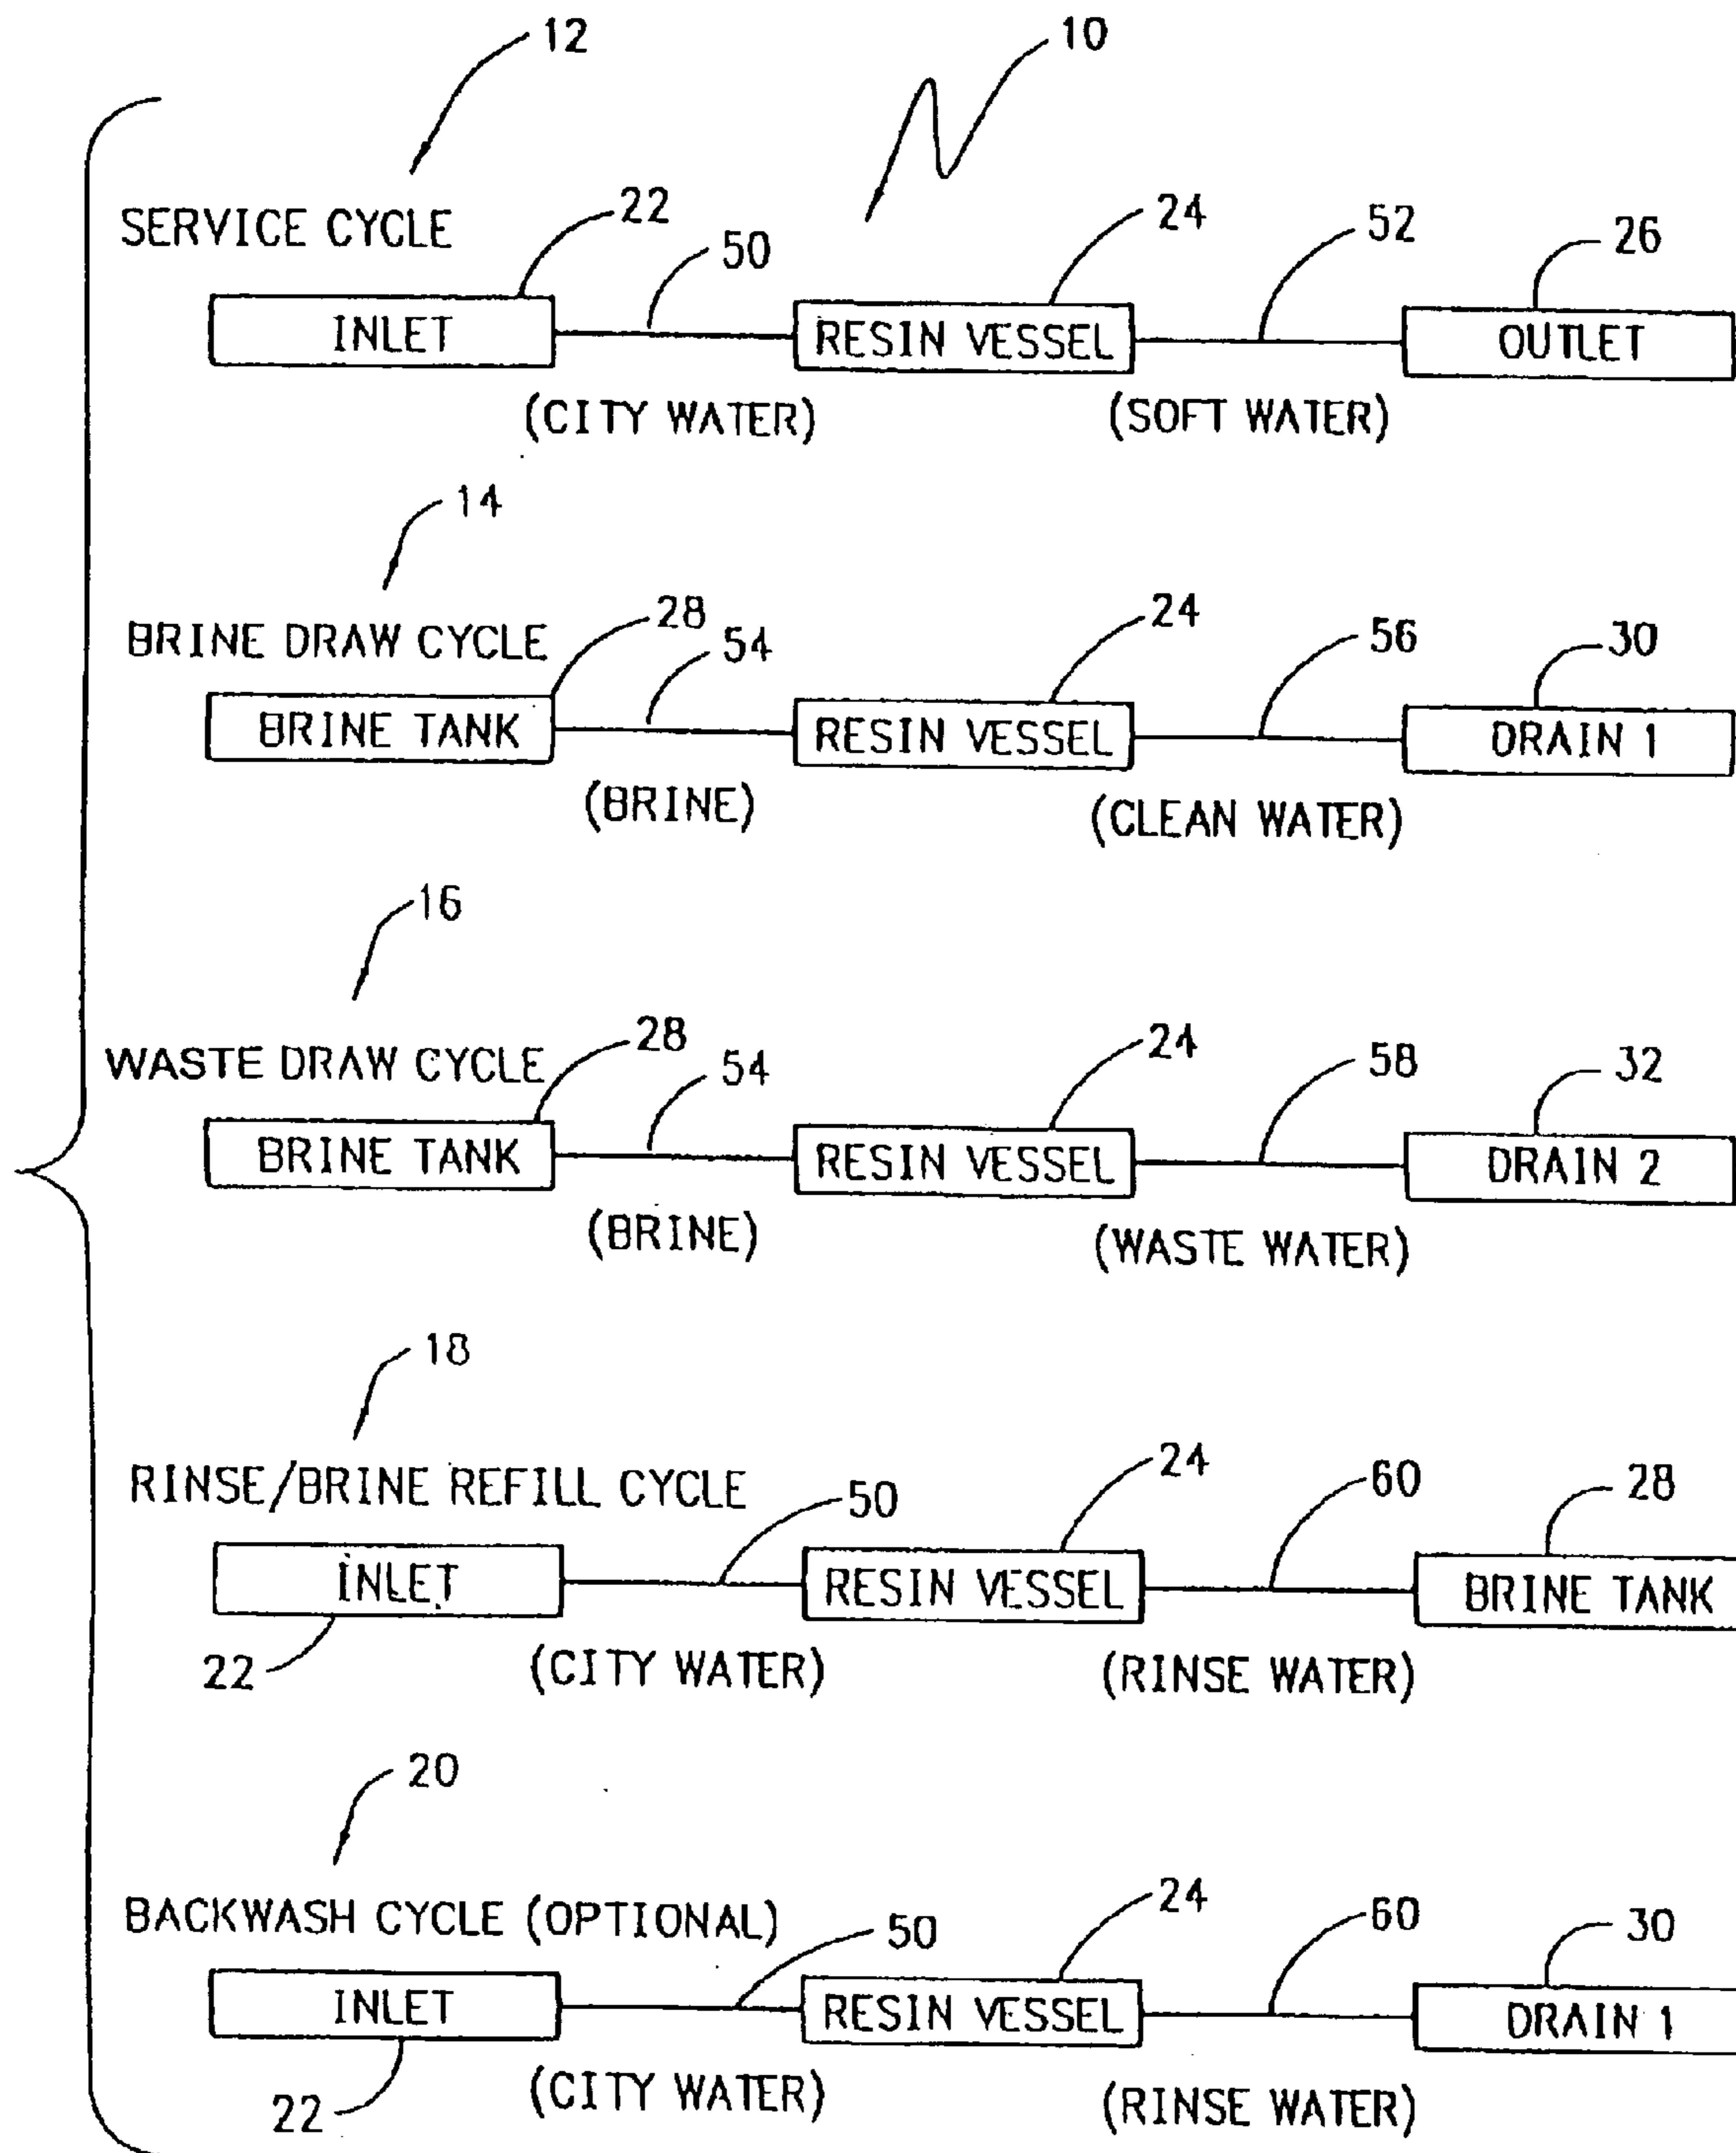 12
10
SERVICE CYCLE
22
50
24
52
26
INLET
RESIN VESSEL
OUTLET
(CITY WATER)
(SOFT WATER)
14
BRINE DRAW CYCLE
28
54
24
56
30
BRINE TANK
RESIN VESSEL
DRAIN 1
(BRINE)
(CLEAN WATER)
16
WASTE DRAW CYCLE
28
54
24
58
32
BRINE TANK
RESIN VESSEL
DRAIN 2
(BRINE)
(WASTE WATER)
18
RINSE/BRINE REFILL CYCLE
50
24
60
28
INLET
RESIN VESSEL
BRINE TANK
22
(CITY WATER)
(RINSE WATER)
20
BACKWASH CYCLE (OPTIONAL)
50
24
60
30
INLET
RESIN VESSEL
DRAIN 1
22
(CITY WATER)
(RINSE WATER)